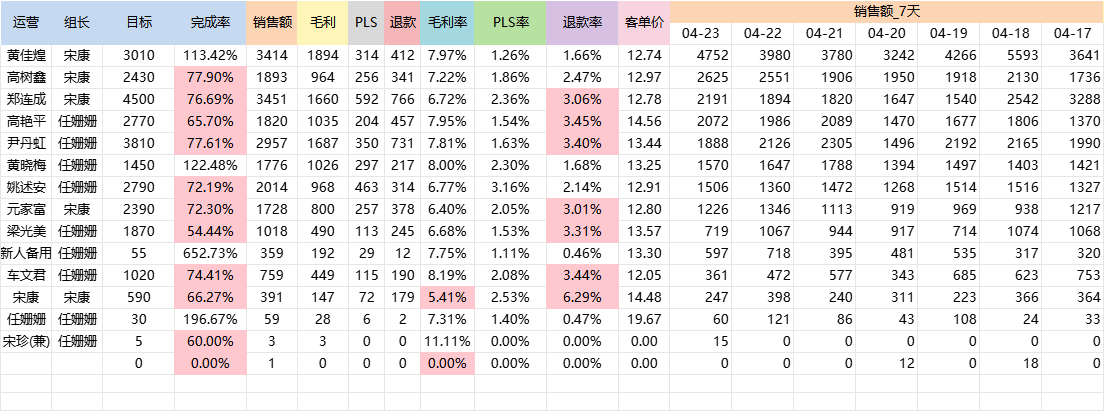 运营 组长 目标 完成率 销售额 毛利 PLS 退款 毛利率 PLS率 退款率 客单价 销售额_7天
04-23 04-22 04-21 04-20 04-19 04-18 04-17
黄佳煌 宋康 3010 113.42% 3414 1894 314 412 7.97% 1.26% 1.66% 12.74 4752 3980 3780 3242 4266 5593 3641
高树鑫 宋康 2430 77.90% 1893 964 256 341 7.22% 1.86% 2.47% 12.97 2625 2551 1906 1950 1918 2130 1736
郑连成 宋康 4500 76.69% 3451 1660 592 766 6.72% 2.36% 3.06% 12.78 2191 1894 1820 1647 1540 2542 3288
高艳平 任姗姗 2770 65.70% 1820 1035 204 457 7.95% 1.54% 3.45% 14.56 2072 1986 2089 1470 1677 1806 1370
尹丹虹 任姗姗 3810 77.61% 2957 1687 350 731 7.81% 1.63% 3.40% 13.44 1888 2126 2305 1496 2192 2165 1990
黄晓梅 任姗姗 1450 122.48% 1776 1026 297 217 8.00% 2.30% 1.68% 13.25 1570 1647 1788 1394 1497 1403 1421
姚述安 任姗姗 2790 72.19% 2014 968 463 314 6.77% 3.16% 2.14% 12.91 1506 1360 1472 1268 1514 1516 1327
元家富 宋康 2390 72.30% 1728 800 257 378 6.40% 2.05% 3.01% 12.80 1226 1346 1113 919 969 938 1217
梁光美 任姗姗 1870 54.44% 1018 490 113 245 6.68% 1.53% 3.31% 13.57 719 1067 944 917 714 1074 1068
新人备用 任姗姗 55 652.73% 359 192 29 12 7.75% 1.11% 0.46% 13.30 597 718 395 481 535 317 320
车文君 任姗姗 1020 74.41% 759 449 115 190 8.19% 2.08% 3.44% 12.05 361 472 577 343 685 623 753
宋康 宋康 590 66.27% 391 147 72 179 5.41% 2.53% 6.29% 14.48 247 398 240 311 223 366 364
任姗姗 任姗姗 30 196.67% 59 28 6 2 7.31% 1.40% 0.47% 19.67 60 121 86 43 108 24 33
宋珍(兼) 任姗姗 5 60.00% 3 3 0 0 11.11% 0.00% 0.00% 0.00 15 0 0 0 0 0 0
0 0.00% 1 0 0 0 0.00% 0.00% 0.00% 0.00 0 0 0 12 0 18 0